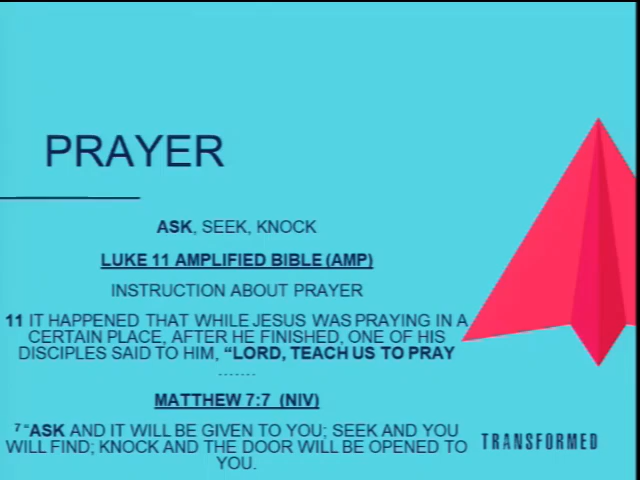 PRAYER
ASK, SEEK, KNOCK
LUKE 11 AMPLIFIED BIBLE (AMP)
INSTRUCTION ABOUT PRAYER
11 IT HAPPENED THAT WHILE JESUS WAS PRAYING IN A
CERTAIN PLACE, AFTER HE FINISHED, ONE OF HIS
DISCIPLES SAID TO HIM, “LORD, TEACH US TO PRAY
.......
MATTHEW 7:7 (NIV)
7 “ASK AND IT WILL BE GIVEN TO YOU; SEEK AND YOU
WILL FIND; KNOCK AND THE DOOR WILL BE OPENED TO
YOU.
TRANSFORMED